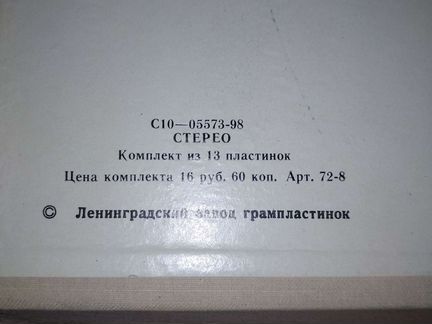 С10—05573-98
СТЕРЕО
Комплект из 13 пластинок
Цена комплекта 16 руб. 60 коп. Арт. 72-8
© Ленинградский завод грампластинок